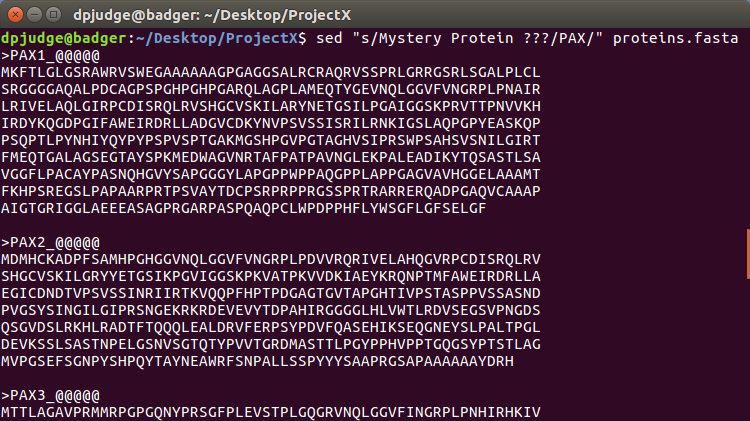 dpjudge@badger: ~/Desktop/ProjectX
dpjudge@badger:~/Desktop/ProjectX$ sed "s/Mystery Protein ???/PAX/" proteins.fasta
>PAX1_@@@@@
MKFTLGLGSRAWRVSWEGAAAAAAGPGAGGSALRCRAQRVSSPRLGRRGSRLSGALPLCL
SRGGGGAQALPDCAGPSPGHPGHPGARQLAGPLAMEQTYGEVNQLGGVFVNGRPLPNAIR
LRIVELAQLGIRPCDISRQLRVSHGCVSKILARYNETGSILPGAIGGSKPRVTTPNVVKH
IRDYKQGDPGIFAWEIRDRLLADGVCDKYNVPSVSSISRILRNKIGSLAQPGPYEASKQP
PSQPTLPYNHIYQYPYPSPVSPTGAKMGSHPGVPGTAGHVSIPRSWPSAHSVSNILGIRT
FMEQTGALAGSEGTAYSPKMEDWAGVNRTAFPATPAVNGLEKPALEADIKYTQSASTLSA
VGGFLPACAYPASNQHGVYSAPGGGYLAPGPPWPPAQGPPLAPPGAGVAVHGGELAAAMT
FKHPSREGSLPAPAARPRTPSVAYTDCPSRPRPPRGSSPRTRARRERQADPGAQVCAAAP
AIGTGRIGGLAEEEASAGPRGARPASPQAQPCLWPDPPHFLYWSGFLGFSELGF
>PAX2_@@@@@
MDMHCKADPFSAMHPGHGGVNQLGGVFVNGRPLPDVVRQRIVELAHQGVRPCDISRQLRV
SHGCVSKILGRYYETGSIKPGVIGGSKPKVATPKVVDKIAEYKRQNPTMFAWEIRDRLLA
EGICDNDTVPSVSSINRIIRTKVQQPFHPTPDGAGTGVTAPGHTIVPSTASPPVSSASND
PVGSYSINGILGIPRSNGEKRKRDEVEVYTDPAHIRGGGGLHLVWTLRDVSEGSVPNGDS
QSGVDSLRKHLRADTFTQQQLEALDRVFERPSYPDVFQASEHIKSEQGNEYSLPALTPGL
DEVKSSLSASTNPELGSNVSGTQTYPVVTGRDMASTTLPGYPPHVPPTGQGSYPTSTLAG
MVPGSEFSGNPYSHPQYTAYNEAWRFSNPALLSSPYYYSAAPRGSAPAAAAAAYDRH
>PAX3_@@@@@
MTTLAGAVPRMMRPGPGQNYPRSGFPLEVSTPLGQGRVNQLGGVFINGRPLPNHIRHKIV